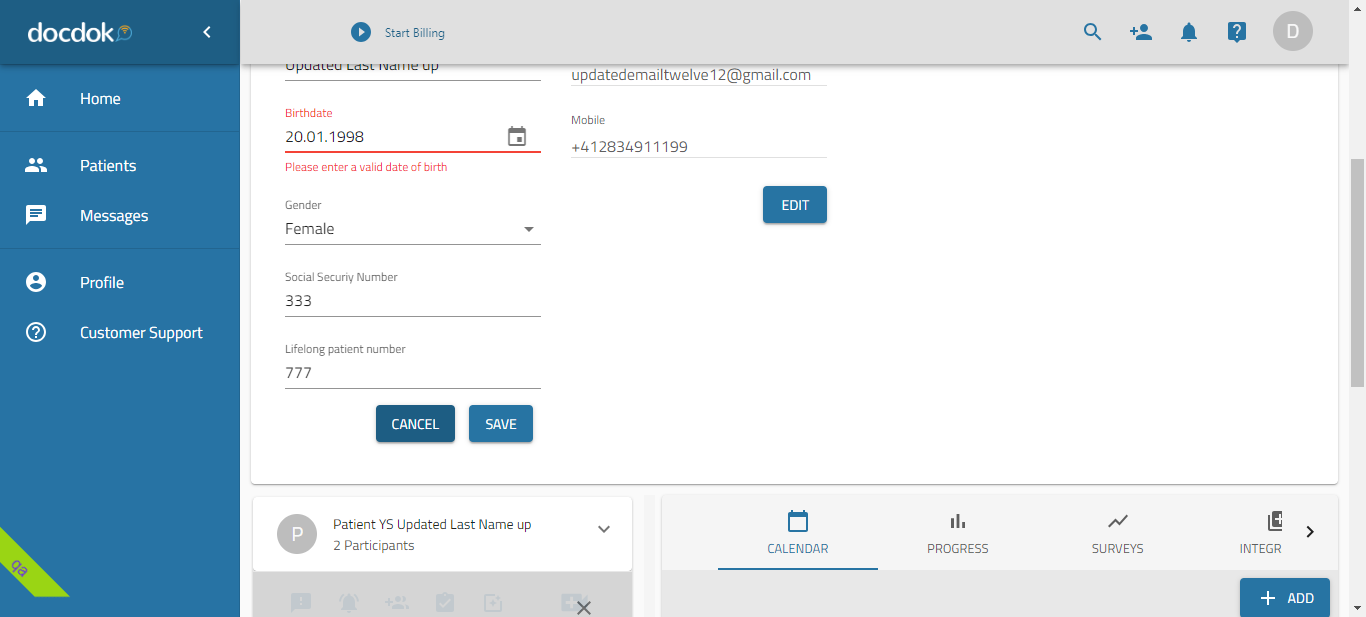 docdok
Start Billing
?
D
Home
Patients
Messages
Profile
Customer Support
qa
Updated Last Name up
Birthdate
20.01.1998
Please enter a valid date of birth
Gender
Female
Social Securiy Number
333
Lifelong patient number
777
CANCEL
SAVE
updatedemailtwelve12@gmail.com
Mobile
+412834911199
EDIT
P
Patient YS Updated Last Name up
2 Participants
CALENDAR
PROGRESS
SURVEYS
INTEGR
ADD